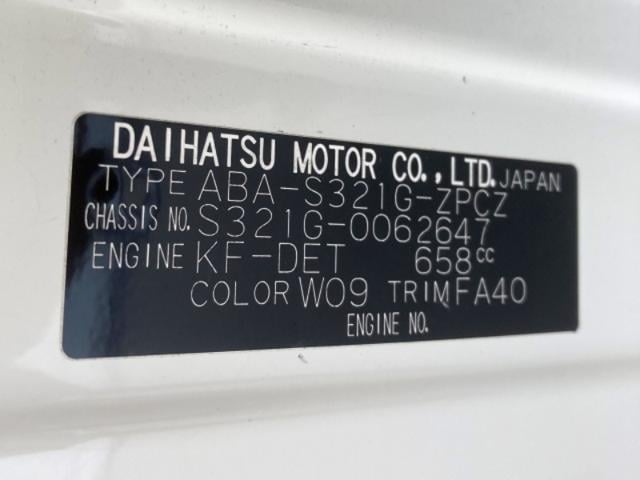 DAIHATSU MOTOR CO.,LTD. JAPAN
TYPE ABA-S321G-ZPCZ
CHASSIS NO. S321G-0062647
ENGINE KF-DET 658cc
COLOR W09 TRIM FA40
ENGINE NO.